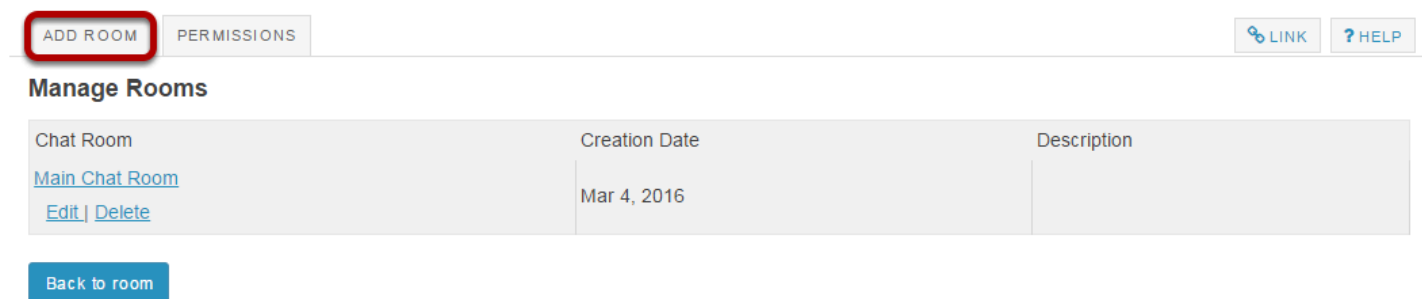 ADD ROOM PERMISSIONS LINK ? HELP
Manage Rooms
Chat Room Creation Date Description
Main Chat Room
Mar 4, 2016
Edit | Delete
Back to room